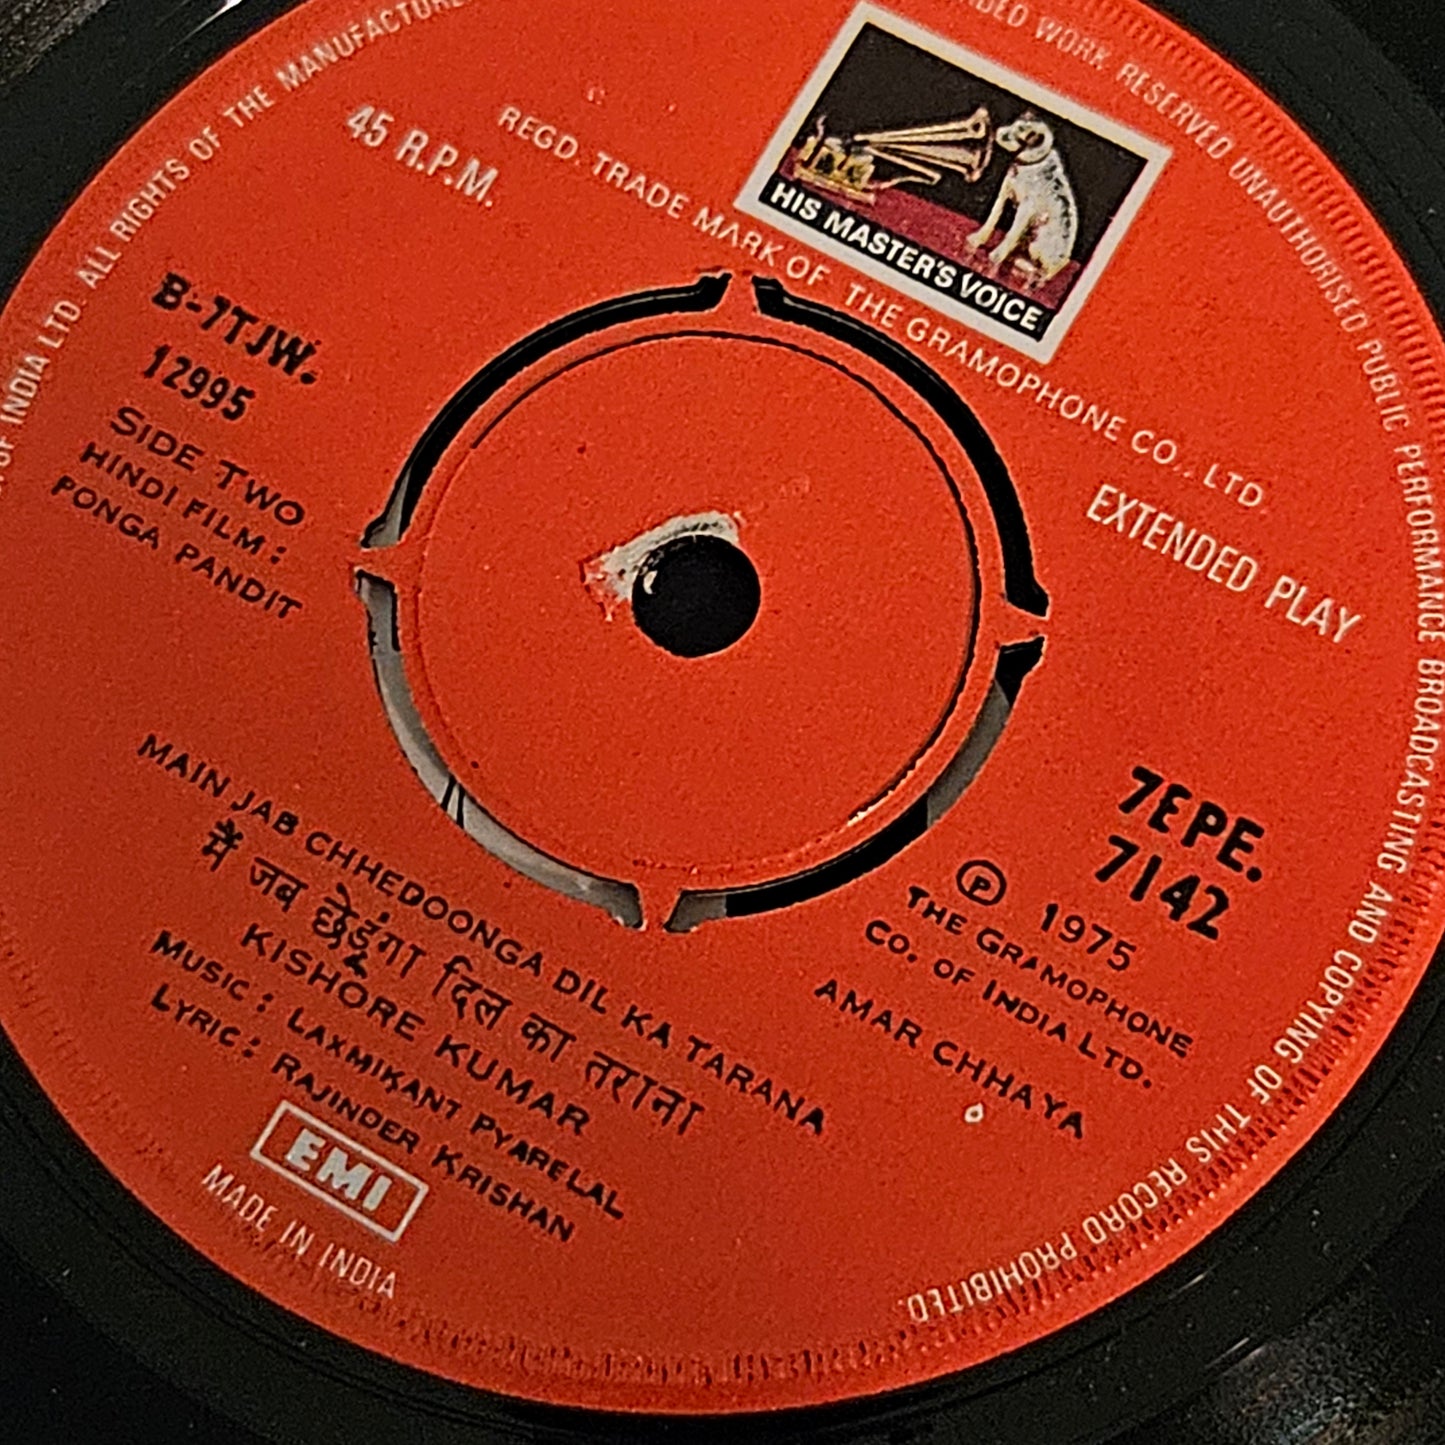 OF INDIA LTD. ALL RIGHTS OF THE MANUFACTURE
WORK RESERVED UNAUTHORISED PUBLIC PERFORMANCE BROADCASTING AND COPYING OF THIS RECORD PROHIBITED.
HIS MASTER'S VOICE
45 R.P.M.
REGD. TRADE MARK OF THE GRAMOPHONE CO., LTD.
EXTENDED PLAY
B-7TJW.
12995
SIDE TWO
HINDI FILM:
PONGA PANDIT
7EPE.
7142
℗ 1975
THE GRAMOPHONE
CO. OF INDIA LTD.
AMAR CHHAYA
MAIN JAB CHHEDOONGA DIL KA TARANA
मैं जब छेड़ूंगा दिल का तराना
KISHORE KUMAR
MUSIC: LAXMIKANT PYARELAL
LYRIC: RAJINDER KRISHAN
EMI
MADE IN INDIA